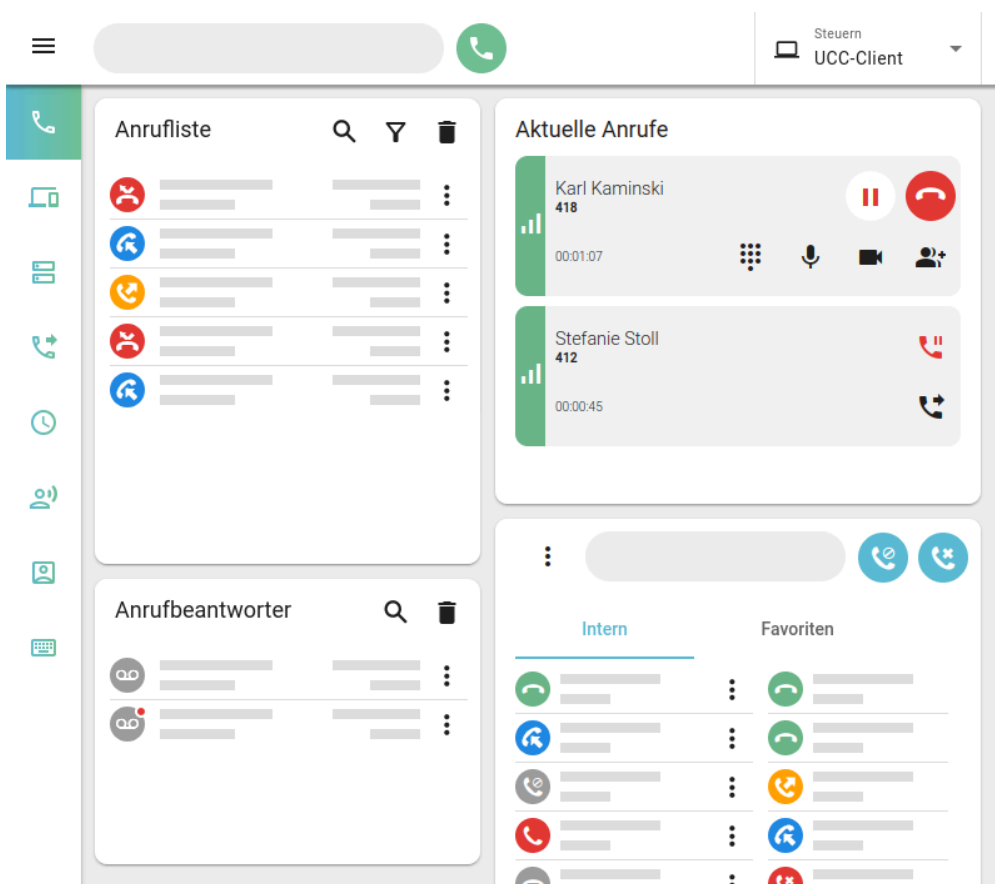 Steuern
UCC-Client
Anrufliste
Aktuelle Anrufe
Karl Kaminski
418
00:01:07
Stefanie Stoll
412
00:00:45
Anrufbeantworter
Intern
Favoriten